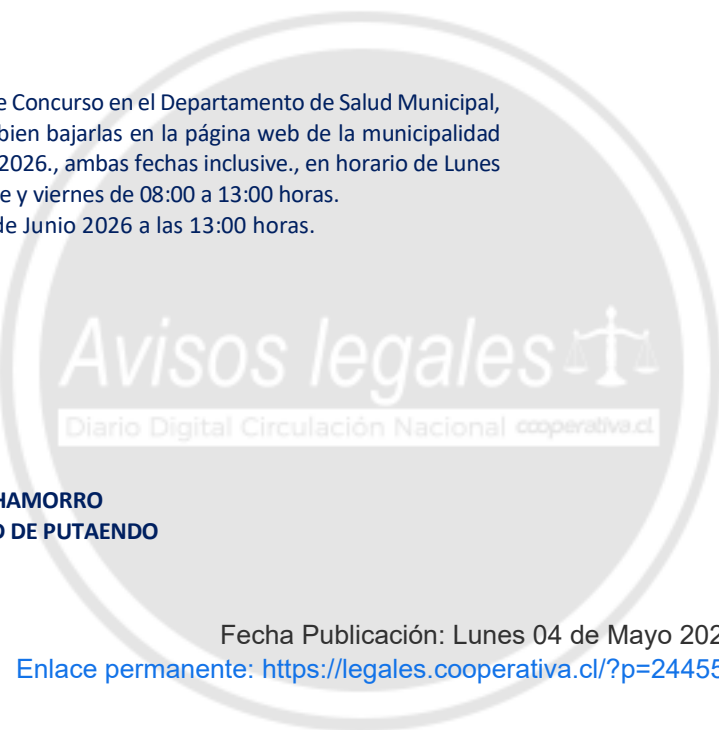 e Concurso en el Departamento de Salud Municipal,
bien bajarlas en la página web de la municipalidad
2026., ambas fechas inclusive., en horario de Lunes
e y viernes de 08:00 a 13:00 horas.
de Junio 2026 a las 13:00 horas.
Avisos legales
Diario Digital Circulación Nacional cooperativa.cl
HAMORRO
O DE PUTAENDO
Fecha Publicación: Lunes 04 de Mayo 202
Enlace permanente: https://legales.cooperativa.cl/?p=24455